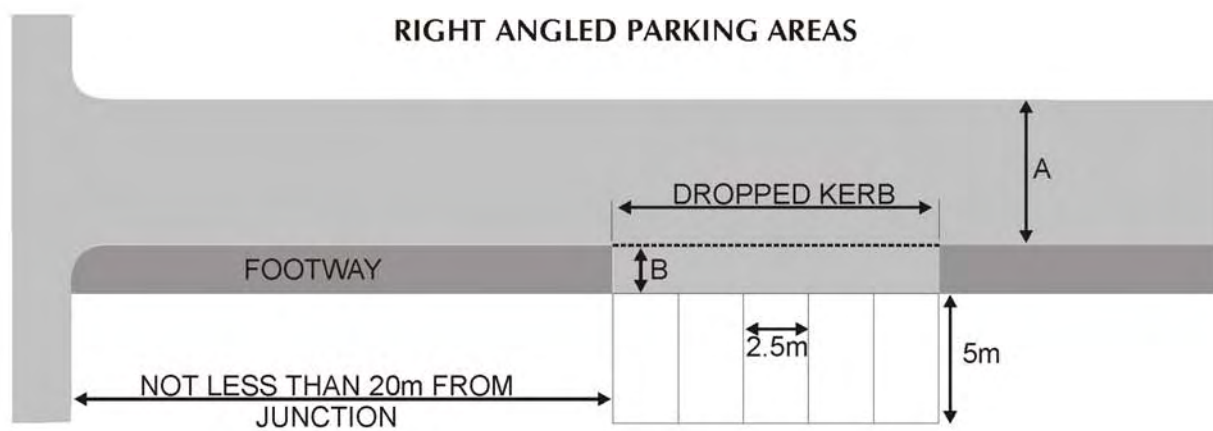 RIGHT ANGLED PARKING AREAS
A
DROPPED KERB
FOOTWAY
B
2.5m
5m
NOT LESS THAN 20m FROM
JUNCTION